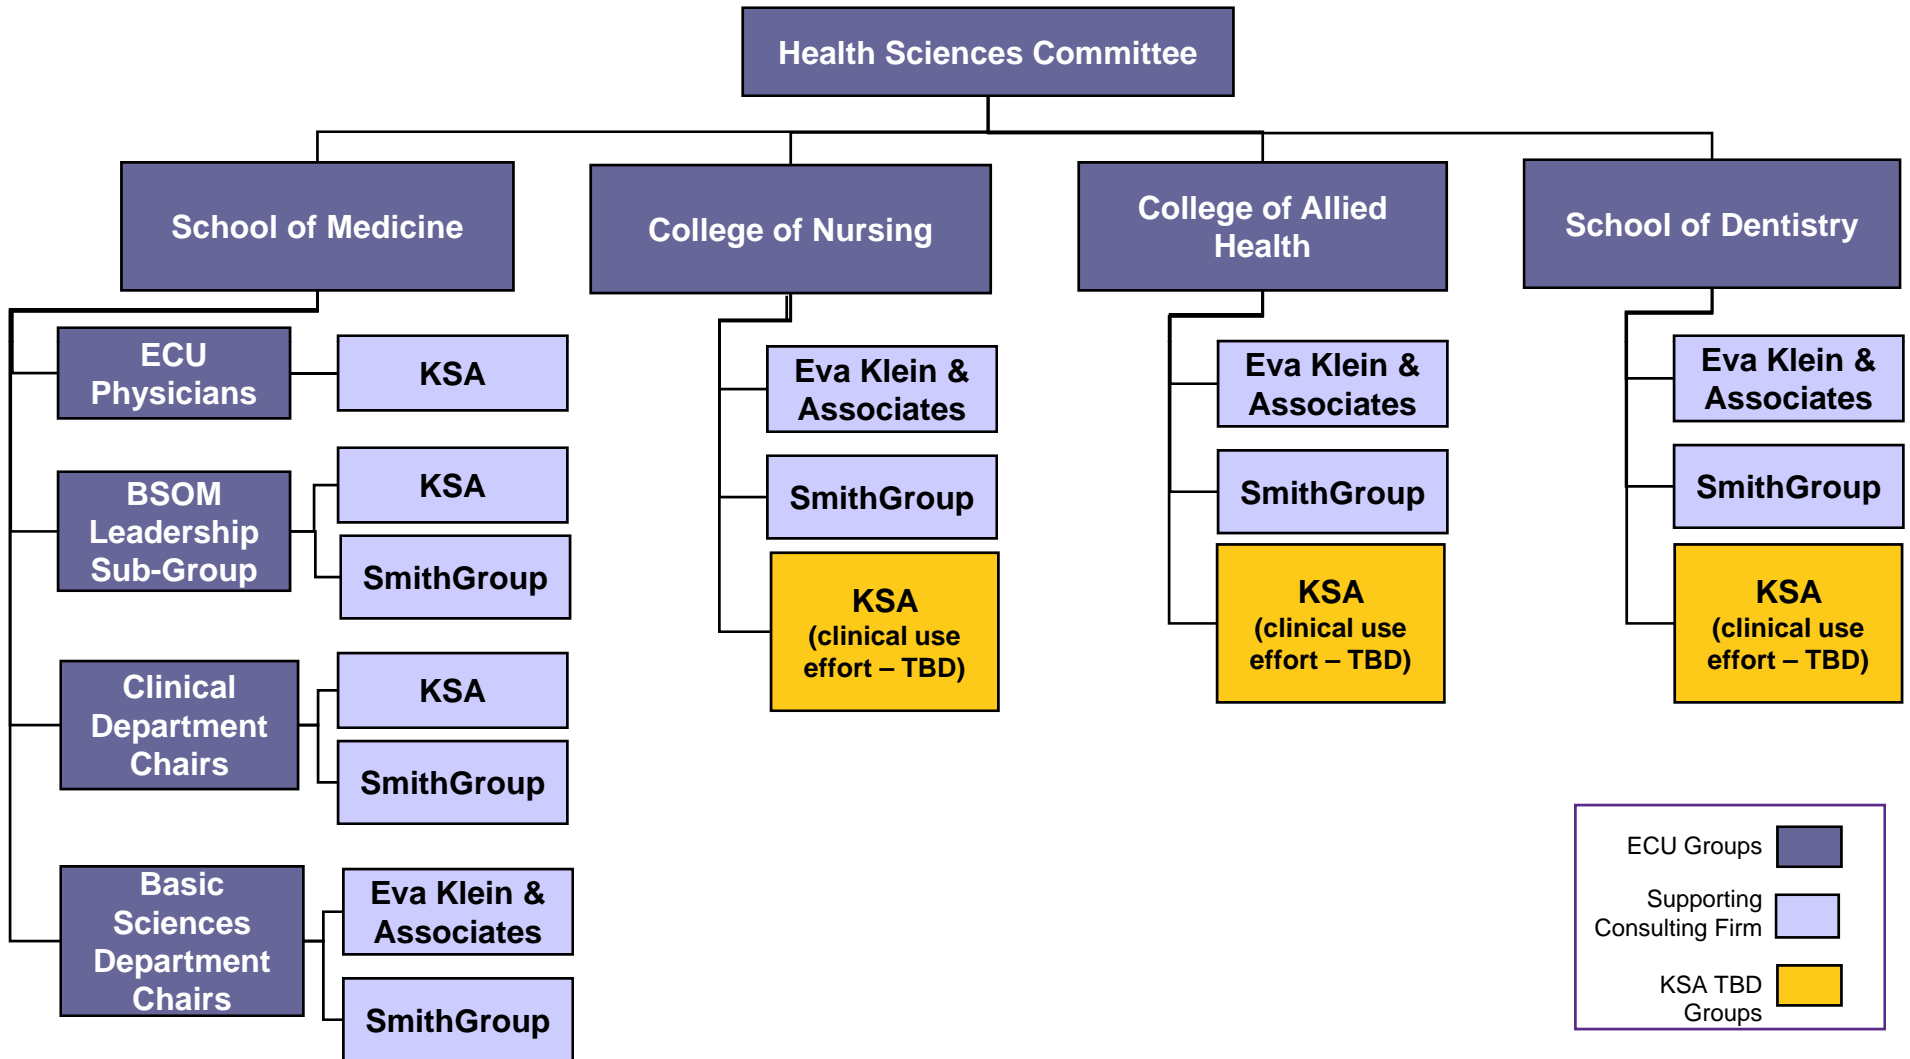 Health Sciences Committee
School of Medicine
College of Nursing
College of Allied
Health
School of Dentistry
ECU
Physicians
KSA
BSOM
Leadership
Sub-Group
KSA
SmithGroup
Clinical
Department
Chairs
KSA
SmithGroup
Basic
Sciences
Department
Chairs
Eva Klein &
Associates
SmithGroup
Eva Klein &
Associates
SmithGroup
KSA
(clinical use
effort – TBD)
Eva Klein &
Associates
SmithGroup
KSA
(clinical use
effort – TBD)
Eva Klein &
Associates
SmithGroup
KSA
(clinical use
effort – TBD)
ECU Groups
Supporting
Consulting Firm
KSA TBD
Groups